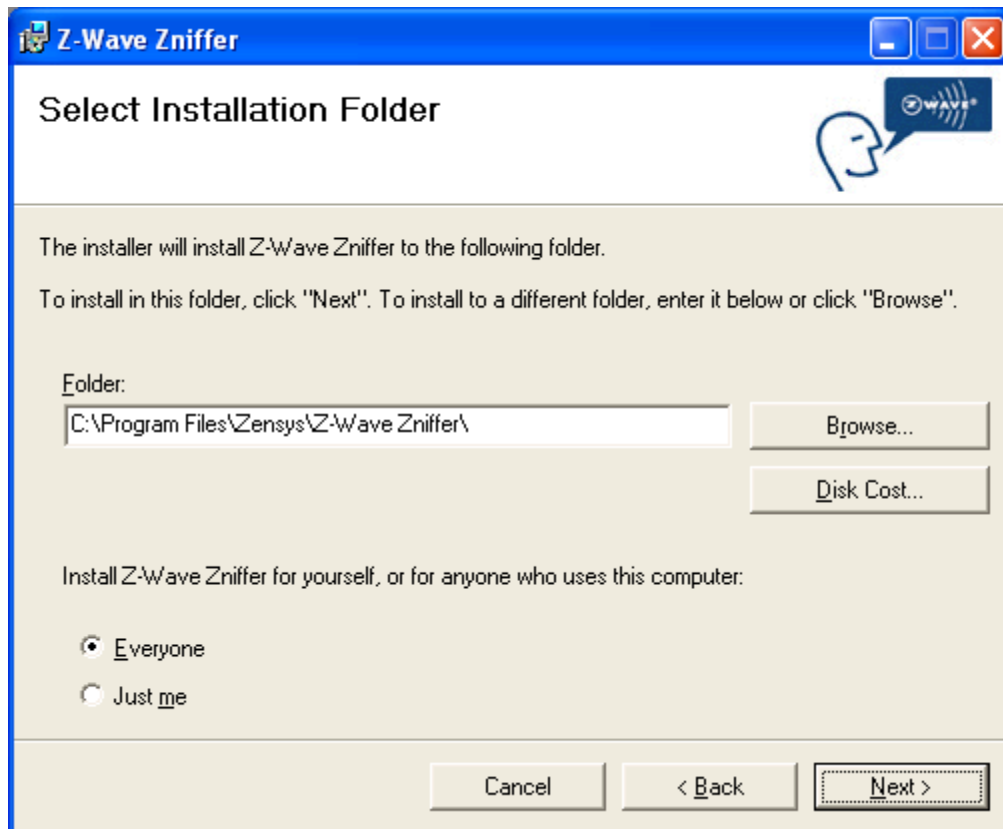 Z-Wave Zniffer
Select Installation Folder
ZWAVE®
The installer will install Z-Wave Zniffer to the following folder.
To install in this folder, click "Next". To install to a different folder, enter it below or click "Browse".
Folder:
C:\Program Files\Zensys\Z-Wave Zniffer\
Browse...
Disk Cost...
Install Z-Wave Zniffer for yourself, or for anyone who uses this computer:
Everyone
Just me
Cancel
< Back
Next >